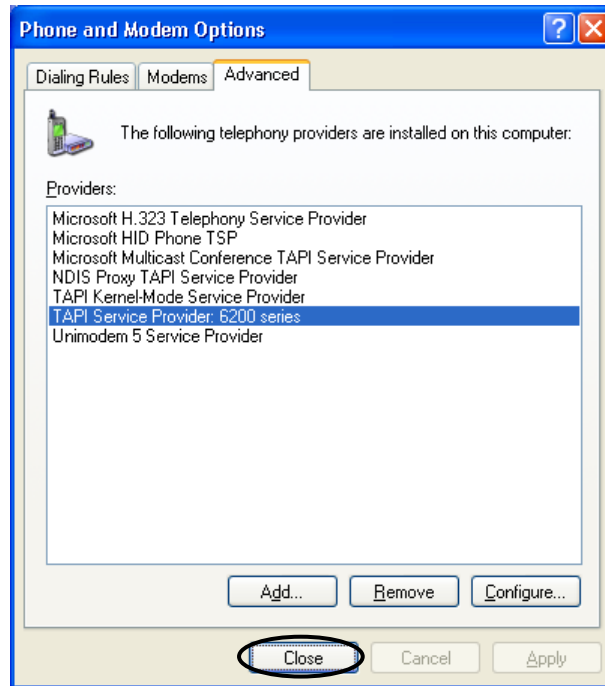 Phone and Modem Options
Dialing Rules Modems Advanced
The following telephony providers are installed on this computer:
Providers:
Microsoft H.323 Telephony Service Provider
Microsoft HID Phone TSP
Microsoft Multicast Conference TAPI Service Provider
NDIS Proxy TAPI Service Provider
TAPI Kernel-Mode Service Provider
TAPI Service Provider: 6200 series
Unimodem 5 Service Provider
Add... Remove Configure...
Close Cancel Apply